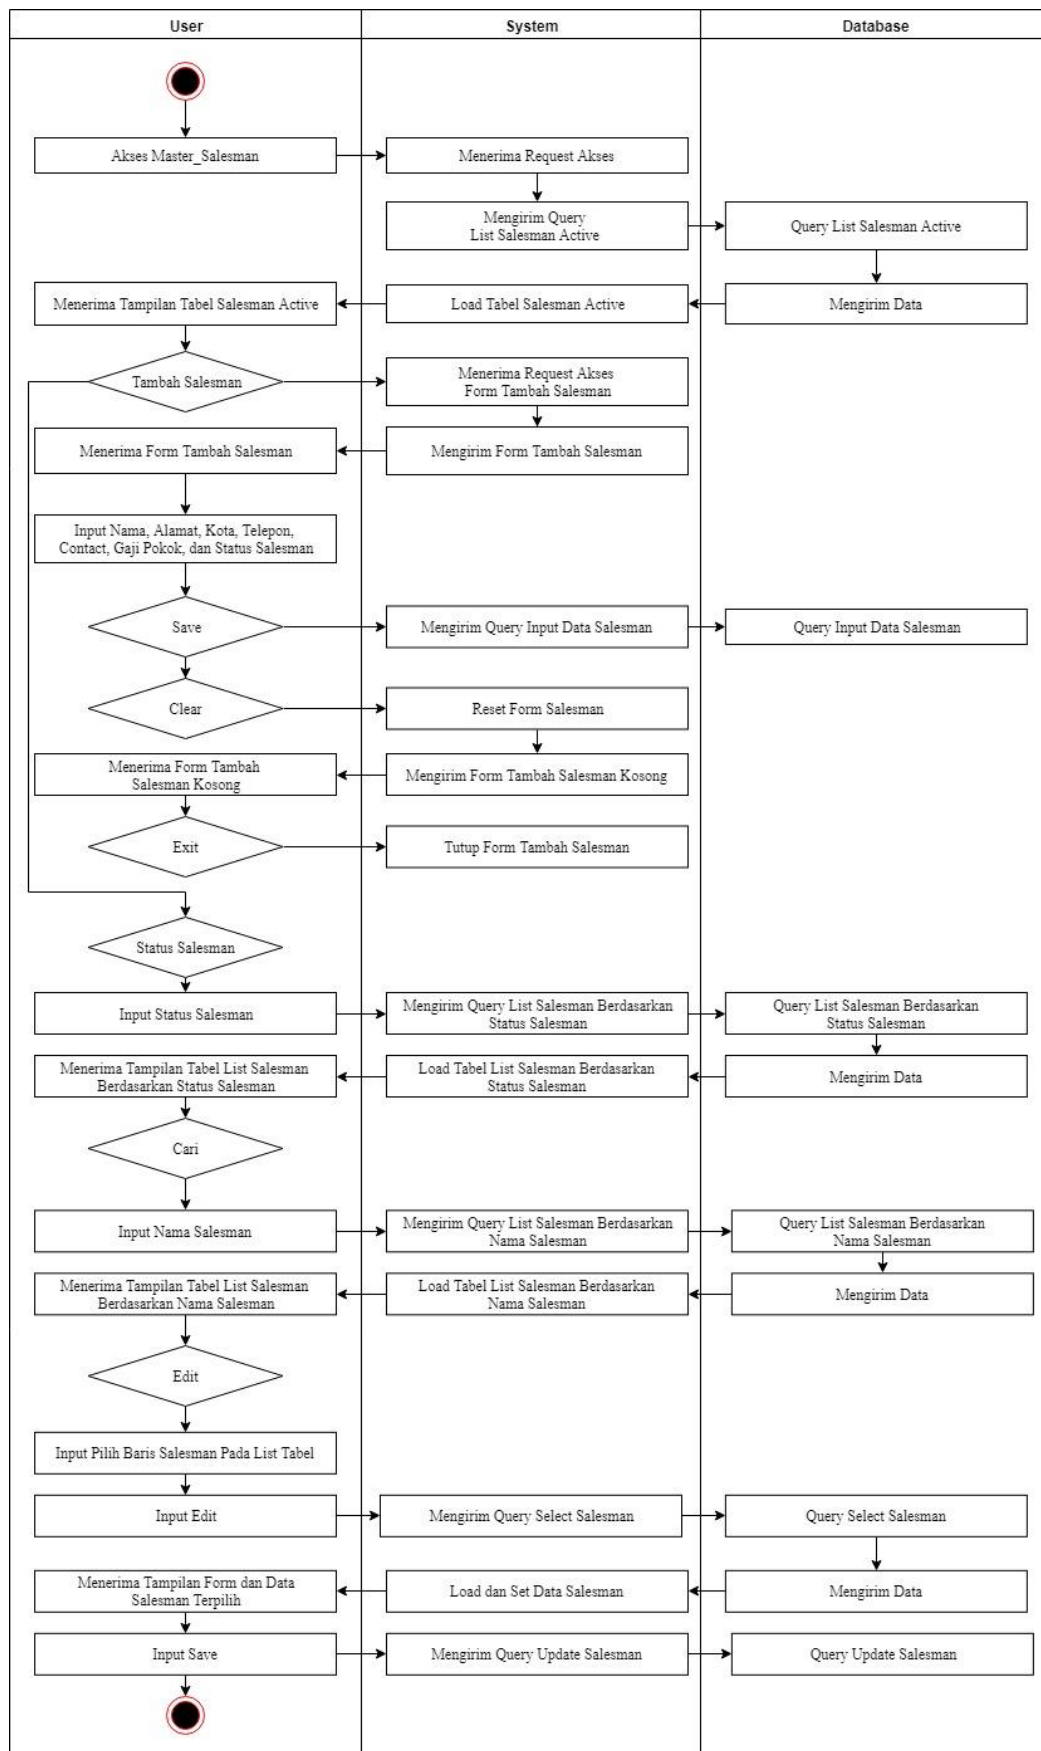 User
System
Database
Akses Master_Salesman
Menerima Request Akses
Mengirim Query
List Salesman Active
Query List Salesman Active
Menerima Tampilan Tabel Salesman Active
Load Tabel Salesman Active
Mengirim Data
Tambah Salesman
Menerima Request Akses
Form Tambah Salesman
Menerima Form Tambah Salesman
Mengirim Form Tambah Salesman
Input Nama, Alamat, Kota, Telepon,
Contact, Gaji Pokok, dan Status Salesman
Save
Mengirim Query Input Data Salesman
Query Input Data Salesman
Clear
Reset Form Salesman
Menerima Form Tambah
Salesman Kosong
Mengirim Form Tambah Salesman Kosong
Exit
Tutup Form Tambah Salesman
Status Salesman
Input Status Salesman
Mengirim Query List Salesman Berdasarkan
Status Salesman
Query List Salesman Berdasarkan
Status Salesman
Menerima Tampilan Tabel List Salesman
Berdasarkan Status Salesman
Load Tabel List Salesman Berdasarkan
Status Salesman
Mengirim Data
Cari
Input Nama Salesman
Mengirim Query List Salesman Berdasarkan
Nama Salesman
Query List Salesman Berdasarkan
Nama Salesman
Menerima Tampilan Tabel List Salesman
Berdasarkan Nama Salesman
Load Tabel List Salesman Berdasarkan
Nama Salesman
Mengirim Data
Edit
Input Pilih Baris Salesman Pada List Tabel
Input Edit
Mengirim Query Select Salesman
Query Select Salesman
Menerima Tampilan Form dan Data
Salesman Terpilih
Load dan Set Data Salesman
Mengirim Data
Input Save
Mengirim Query Update Salesman
Query Update Salesman